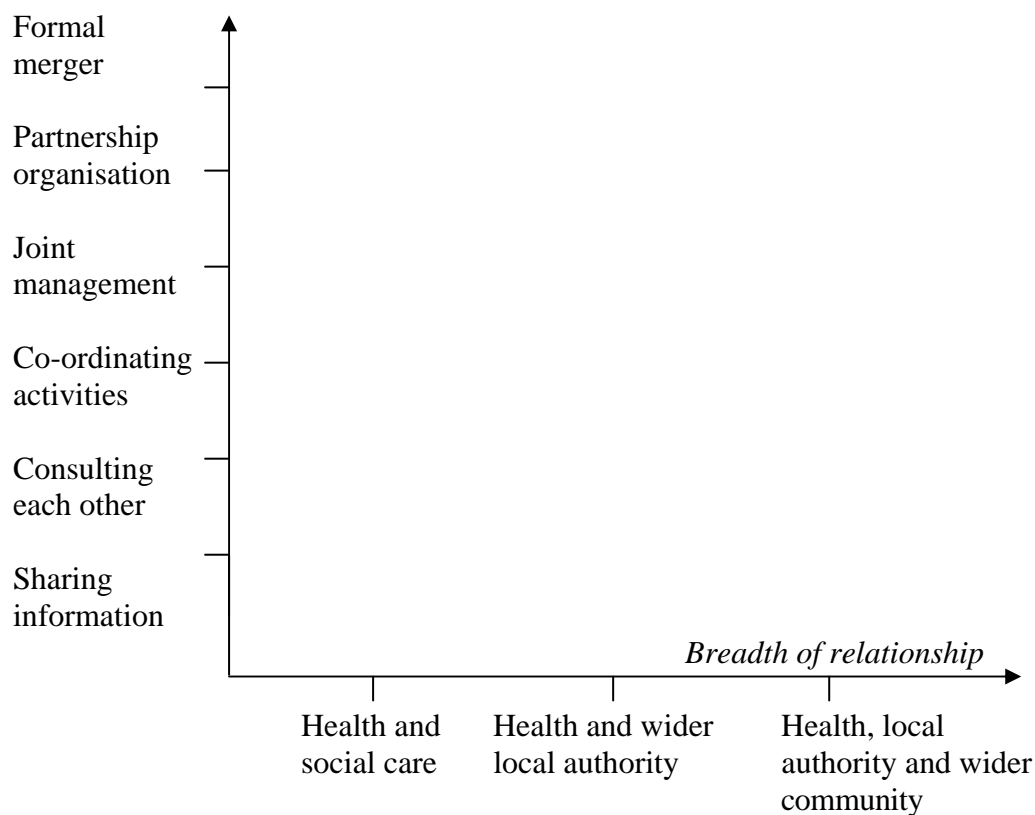 Formal
merger
Partnership
organisation
Joint
management
Co-ordinating
activities
Consulting
each other
Sharing
information
Breadth of relationship
Health and
social care
Health and wider
local authority
Health, local
authority and wider
community